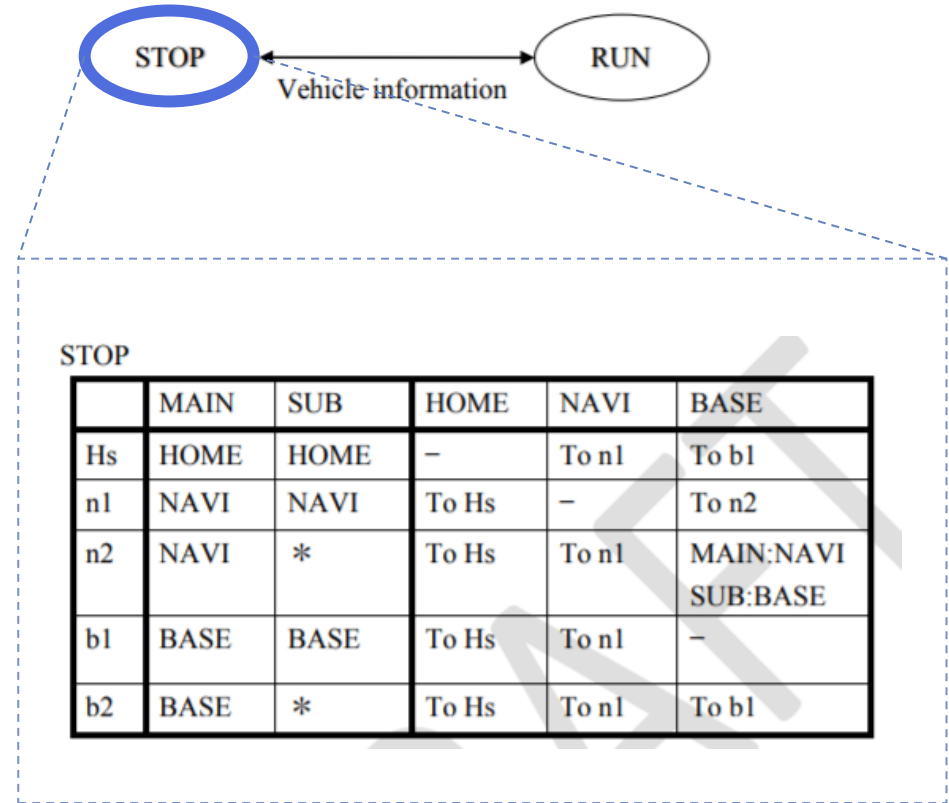 STOP RUN
Vehicle information
STOP
MAIN SUB HOME NAVI BASE
Hs HOME HOME − To n1 To b1
n1 NAVI NAVI To Hs − To n2
n2 NAVI * To Hs To n1 MAIN:NAVI
SUB:BASE
b1 BASE BASE To Hs To n1 −
b2 BASE * To Hs To n1 To b1